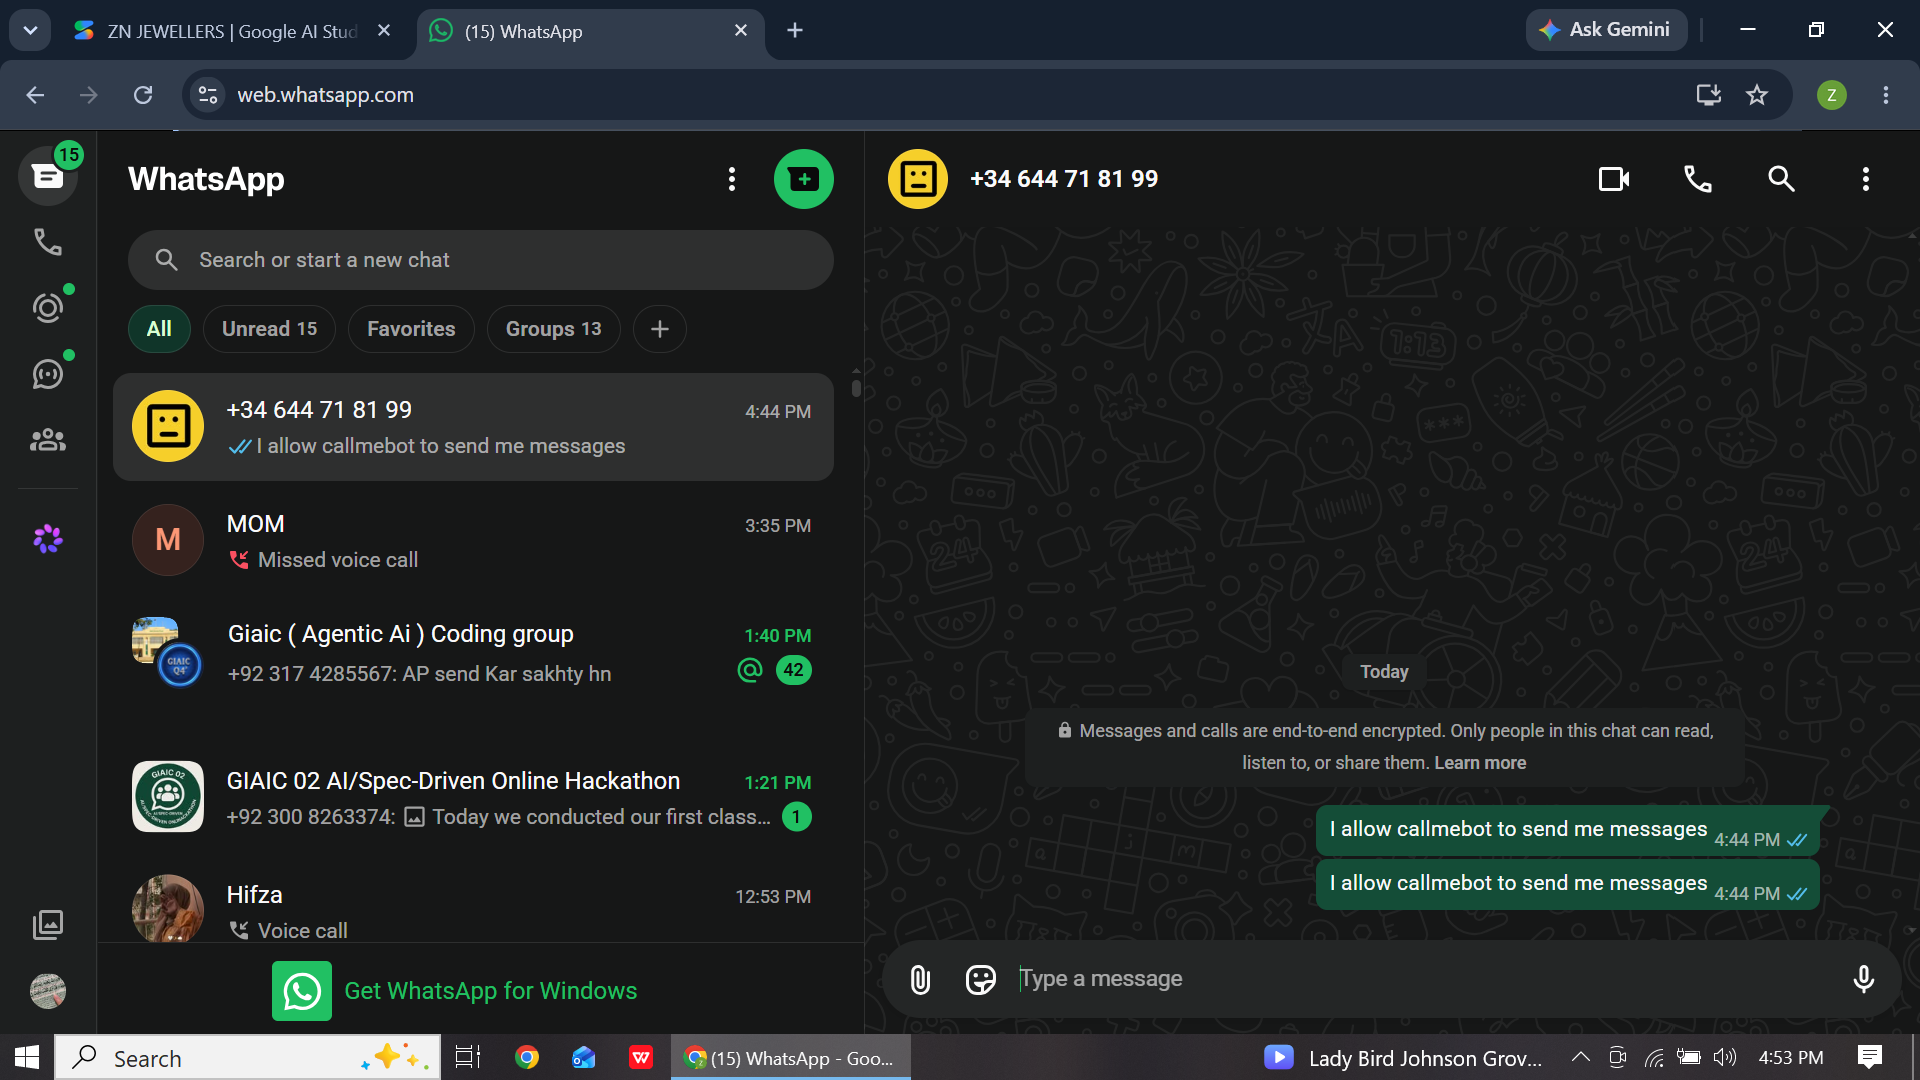 ZN JEWELLERS | Google AI Stud
(15) WhatsApp
Ask Gemini
web.whatsapp.com
Z
15
WhatsApp
+34 644 71 81 99
Search or start a new chat
All
Unread 15
Favorites
Groups 13
+34 644 71 81 99
4:44 PM
I allow callmebot to send me messages
M
MOM
3:35 PM
Missed voice call
Giaic ( Agentic Ai ) Coding group
1:40 PM
GIAIC
Q4
+92 317 4285567: AP send Kar sakhty hn
42
GIAIC 02
GIAIC 02 AI/Spec-Driven Online Hackathon
1:21 PM
+92 300 8263374: Today we conducted our first class...
1
Hifza
12:53 PM
Voice call
Get WhatsApp for Windows
Today
Messages and calls are end-to-end encrypted. Only people in this chat can read,
listen to, or share them. Learn more
I allow callmebot to send me messages 4:44 PM
I allow callmebot to send me messages 4:44 PM
Type a message
Search
W
(15) WhatsApp - Goo...
Lady Bird Johnson Grov...
4:53 PM